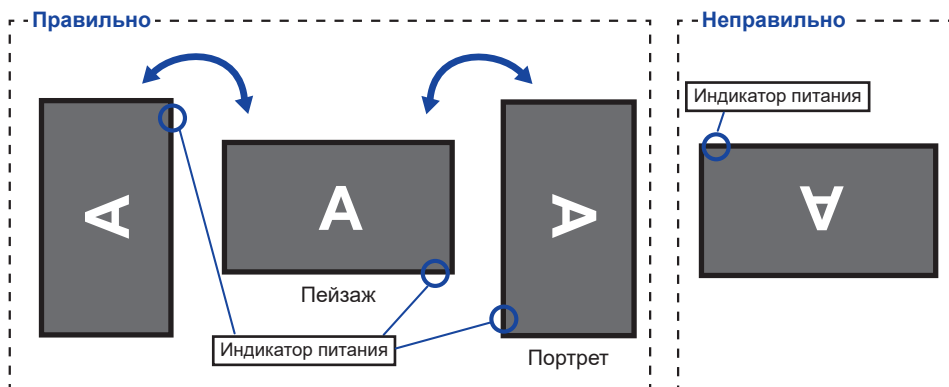 Правильно
Неправильно
Индикатор питания
A
A
A
A
Пейзаж
Индикатор питания
Портрет